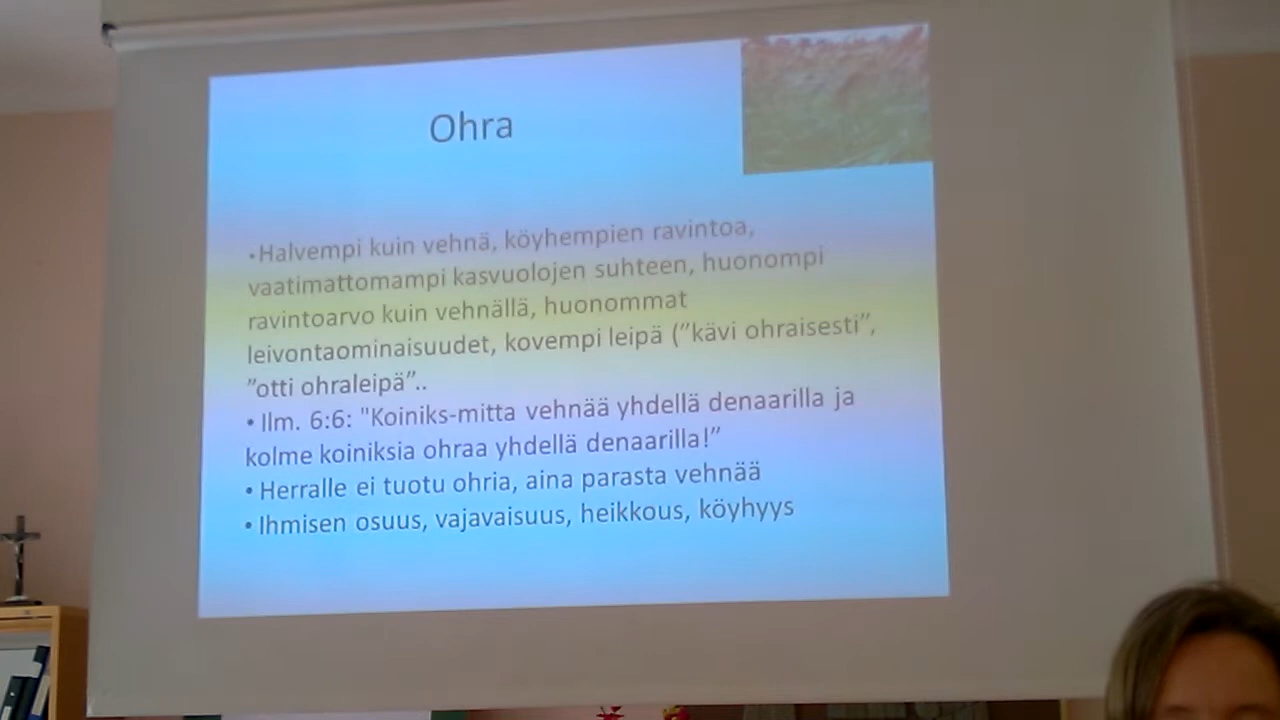 Ohra
•Halvempi kuin vehnä, köyhempien ravintoa,
vaatimattomampi kasvuolojen suhteen, huonompi
ravintoarvo kuin vehnällä, huonommat
leivontaominaisuudet, kovempi leipä (”kävi ohraisesti”,
”otti ohraleipä”..
• Ilm. 6:6: "Koiniks-mitta vehnää yhdellä denaarilla ja
kolme koiniksia ohraa yhdellä denaarilla!”
• Herralle ei tuotu ohria, aina parasta vehnää
• Ihmisen osuus, vajavaisuus, heikkous, köyhyys